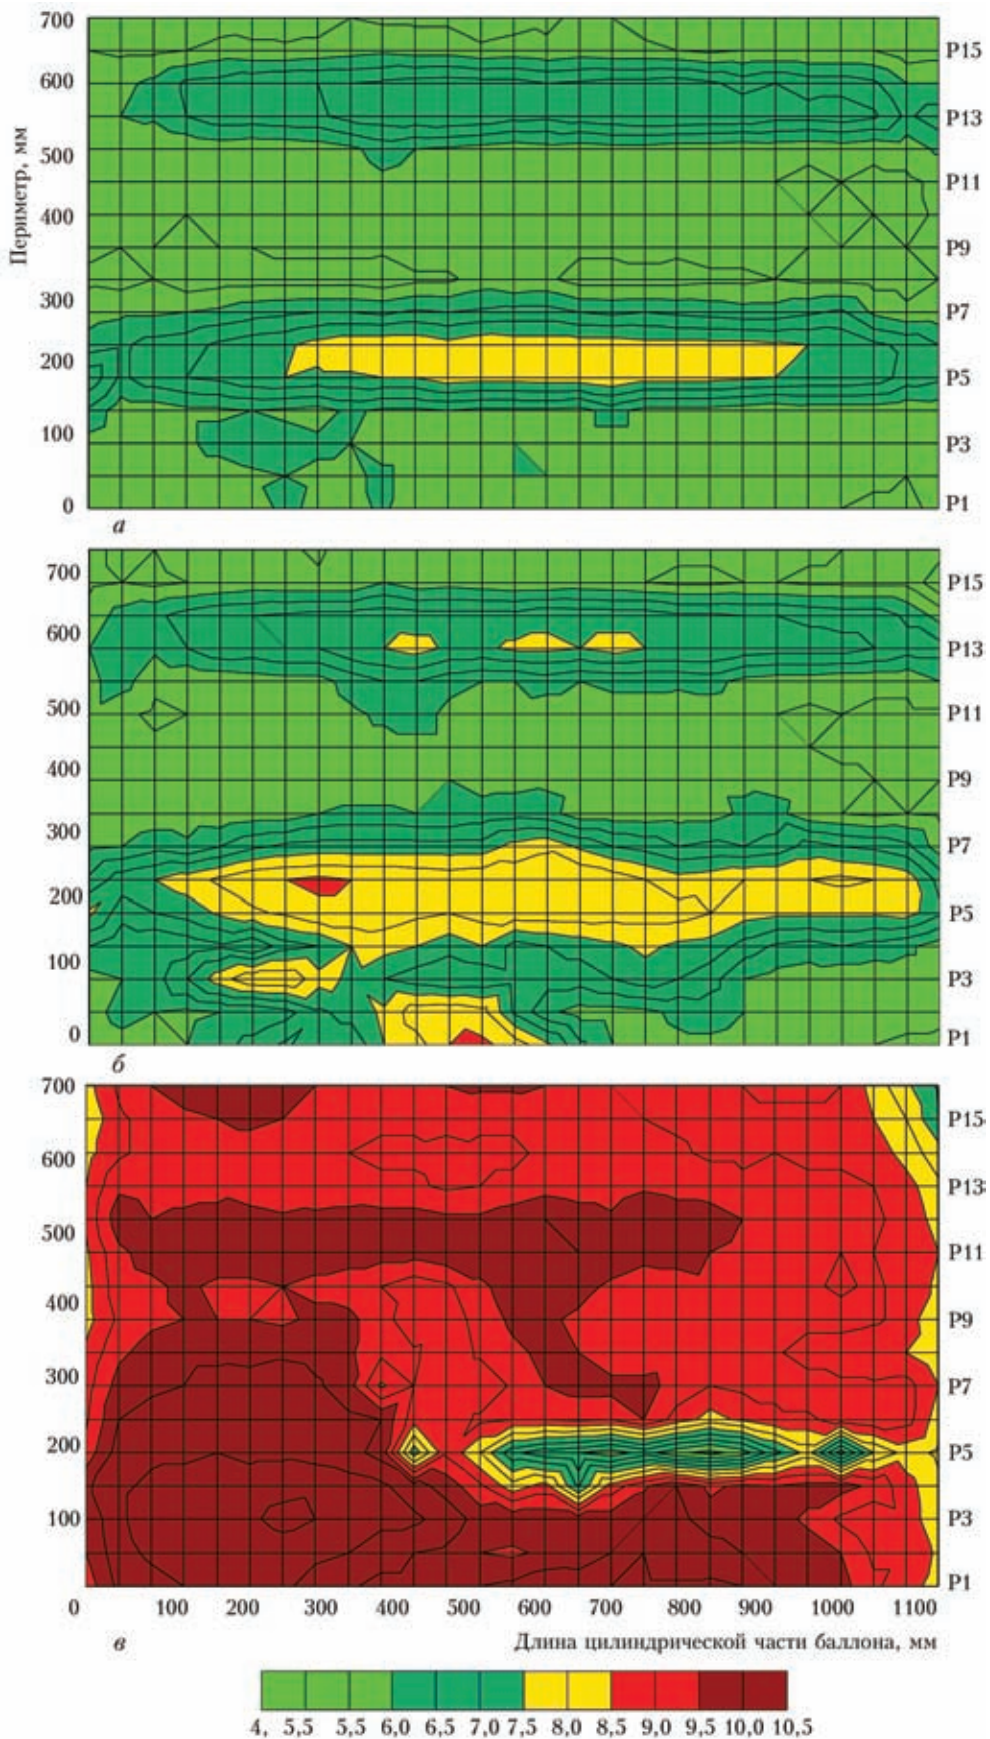 700
600
500
400
300
200
100
0
Периметр, мм
P15
P13
P11
P9
P7
P5
P3
P1
а
700
600
500
400
300
200
100
0
P15
P13
P11
P9
P7
P5
P3
P1
б
700
600
500
400
300
200
100
P15
P13
P11
P9
P7
P5
P3
P1
0 100 200 300 400 500 600 700 800 900 1000 1100
в
Длина цилиндрической части баллона, мм
4, 5,5 5,5 6,0 6,5 7,0 7,5 8,0 8,5 9,0 9,5 10,0 10,5